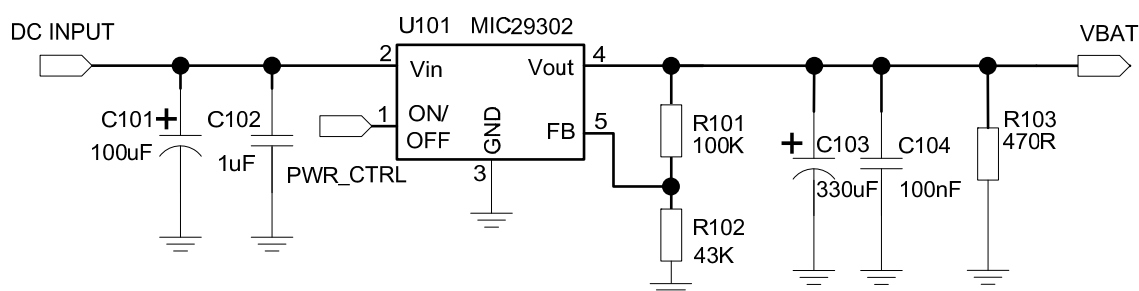 DC INPUT
U101 MIC29302
VBAT
2
Vin
Vout
4
C101 +
100uF
C102
1uF
1
PWR_CTRL
ON/
OFF
GND
3
FB
5
R101
100K
R102
43K
+ C103
330uF
C104
100nF
R103
470R